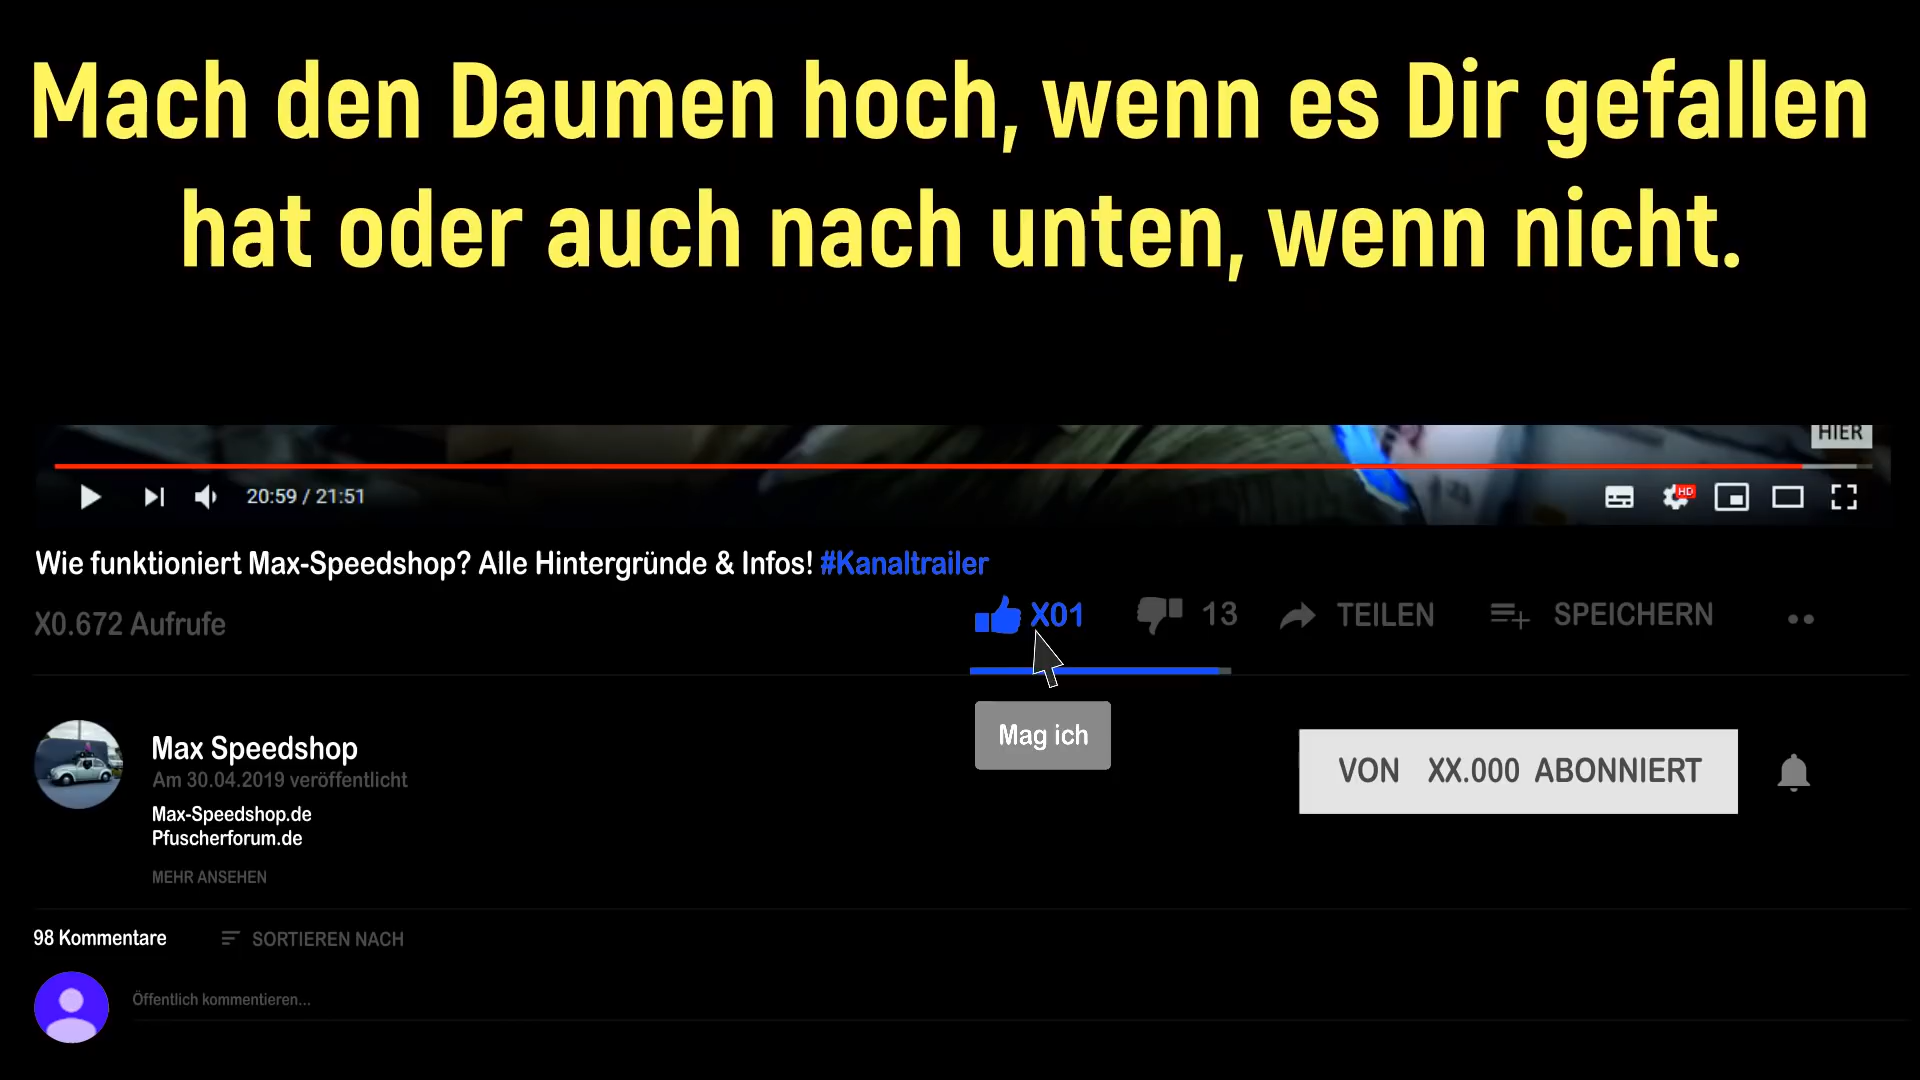 Mach den Daumen hoch, wenn es Dir gefallen
hat oder auch nach unten, wenn nicht.
HIER
20:59 / 21:51
HD
Wie funktioniert Max-Speedshop? Alle Hintergründe & Infos! #Kanaltrailer
X0.672 Aufrufe
X01
13
TEILEN
SPEICHERN
Mag ich
Max Speedshop
Am 30.04.2019 veröffentlicht
Max-Speedshop.de
Pfuscherforum.de
MEHR ANSEHEN
VON XX.000 ABONNIERT
98 Kommentare
SORTIEREN NACH
Öffentlich kommentieren...